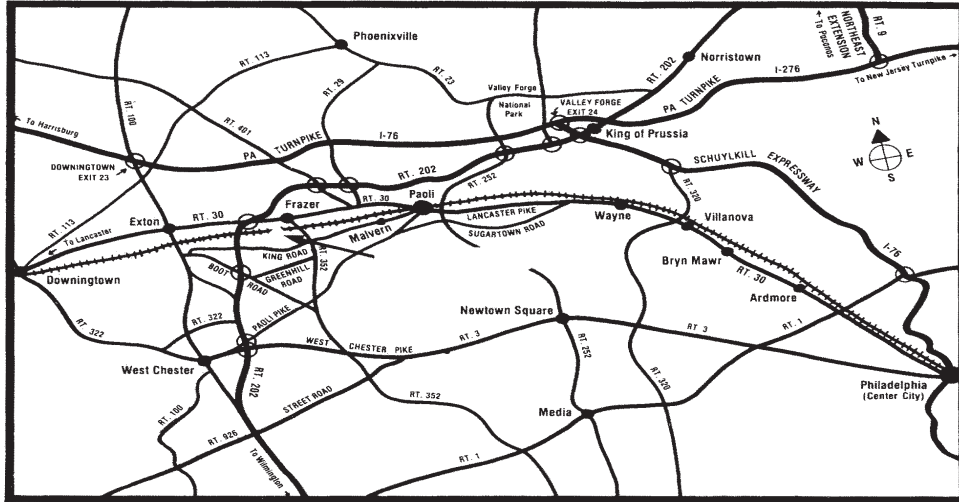 Phoenixville
RT. 113
RT. 29
RT. 23
RT. 100
RT. 401
To Harrisburg
PA TURNPIKE
I-76
DOWNINGTOWN
EXIT 23
Valley Forge
National
Park
VALLEY FORGE
EXIT 24
RT. 202
Norristown
To Poconos
NORTHEAST
EXTENSION
RT. 9
I-276
PA TURNPIKE
To New Jersey Turnpike
King of Prussia
N
W
E
S
SCHUYLKILL EXPRESSWAY
I-76
RT. 202
RT. 252
RT. 320
RT. 113
To Lancaster
Exton
RT. 30
Frazer
RT. 30
Paoli
Malvern
LANCASTER PIKE
SUGARTOWN ROAD
Wayne
Villanova
Bryn Mawr
RT. 30
Ardmore
Downingtown
KING ROAD
RT. 352
BOOT ROAD
GREENHILL
ROAD
RT. 322
RT. 322
PAOLI PIKE
West Chester
WEST CHESTER PIKE
RT. 3
Newtown Square
RT. 252
RT. 3
RT. 1
RT. 320
Philadelphia
(Center City)
RT. 202
RT. 100
STREET ROAD
RT. 926
RT. 352
Media
RT. 1
To Wilmington